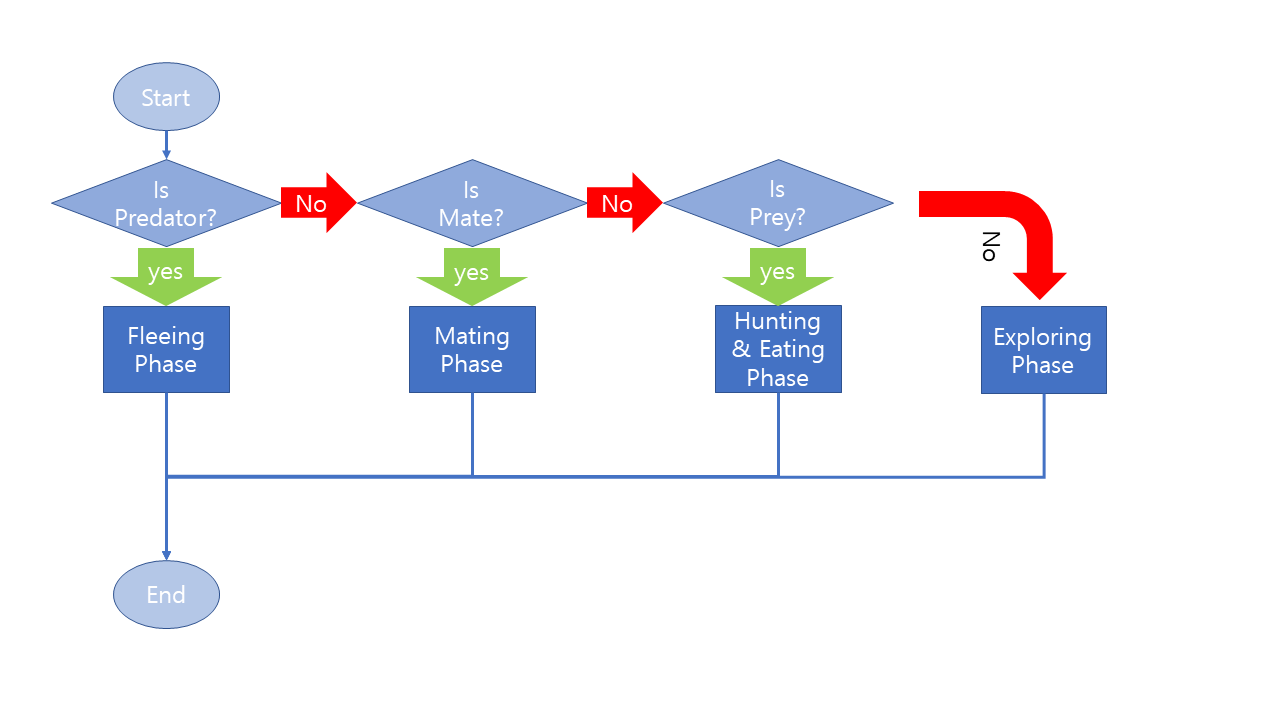 Start
Is
Predator?
No
Is
Mate?
No
Is
Prey?
No
yes
yes
yes
Fleeing
Phase
Mating
Phase
Hunting
& Eating
Phase
Exploring
Phase
End